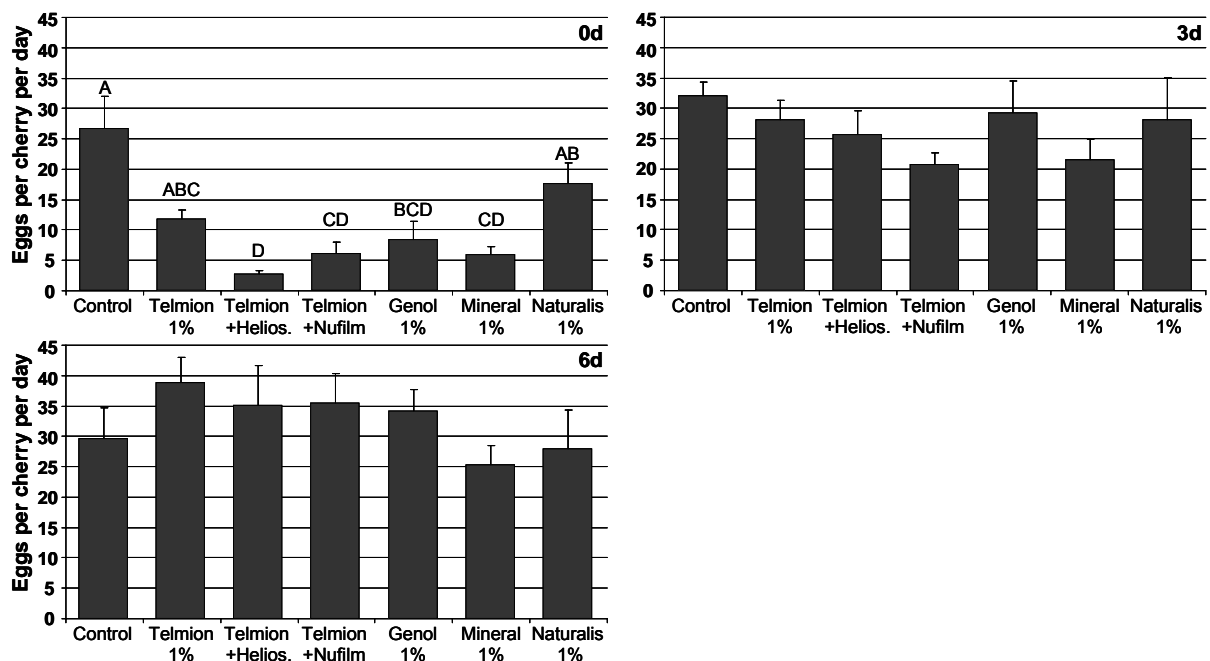 Eggs per cherry per day
45
40
35
30
25
20
15
10
5
0
0d
A
ABC
D
CD
BCD
CD
AB
Control Telmion Telmion Telmion Genol Mineral Naturalis
1% +Helios. +Nufilm 1% 1% 1%
45
40
35
30
25
20
15
10
5
0
3d
Control Telmion Telmion Telmion Genol Mineral Naturalis
1% +Helios. +Nufilm 1% 1% 1%
Eggs per cherry per day
45
40
35
30
25
20
15
10
5
0
6d
Control Telmion Telmion Telmion Genol Mineral Naturalis
1% +Helios. +Nufilm 1% 1% 1%